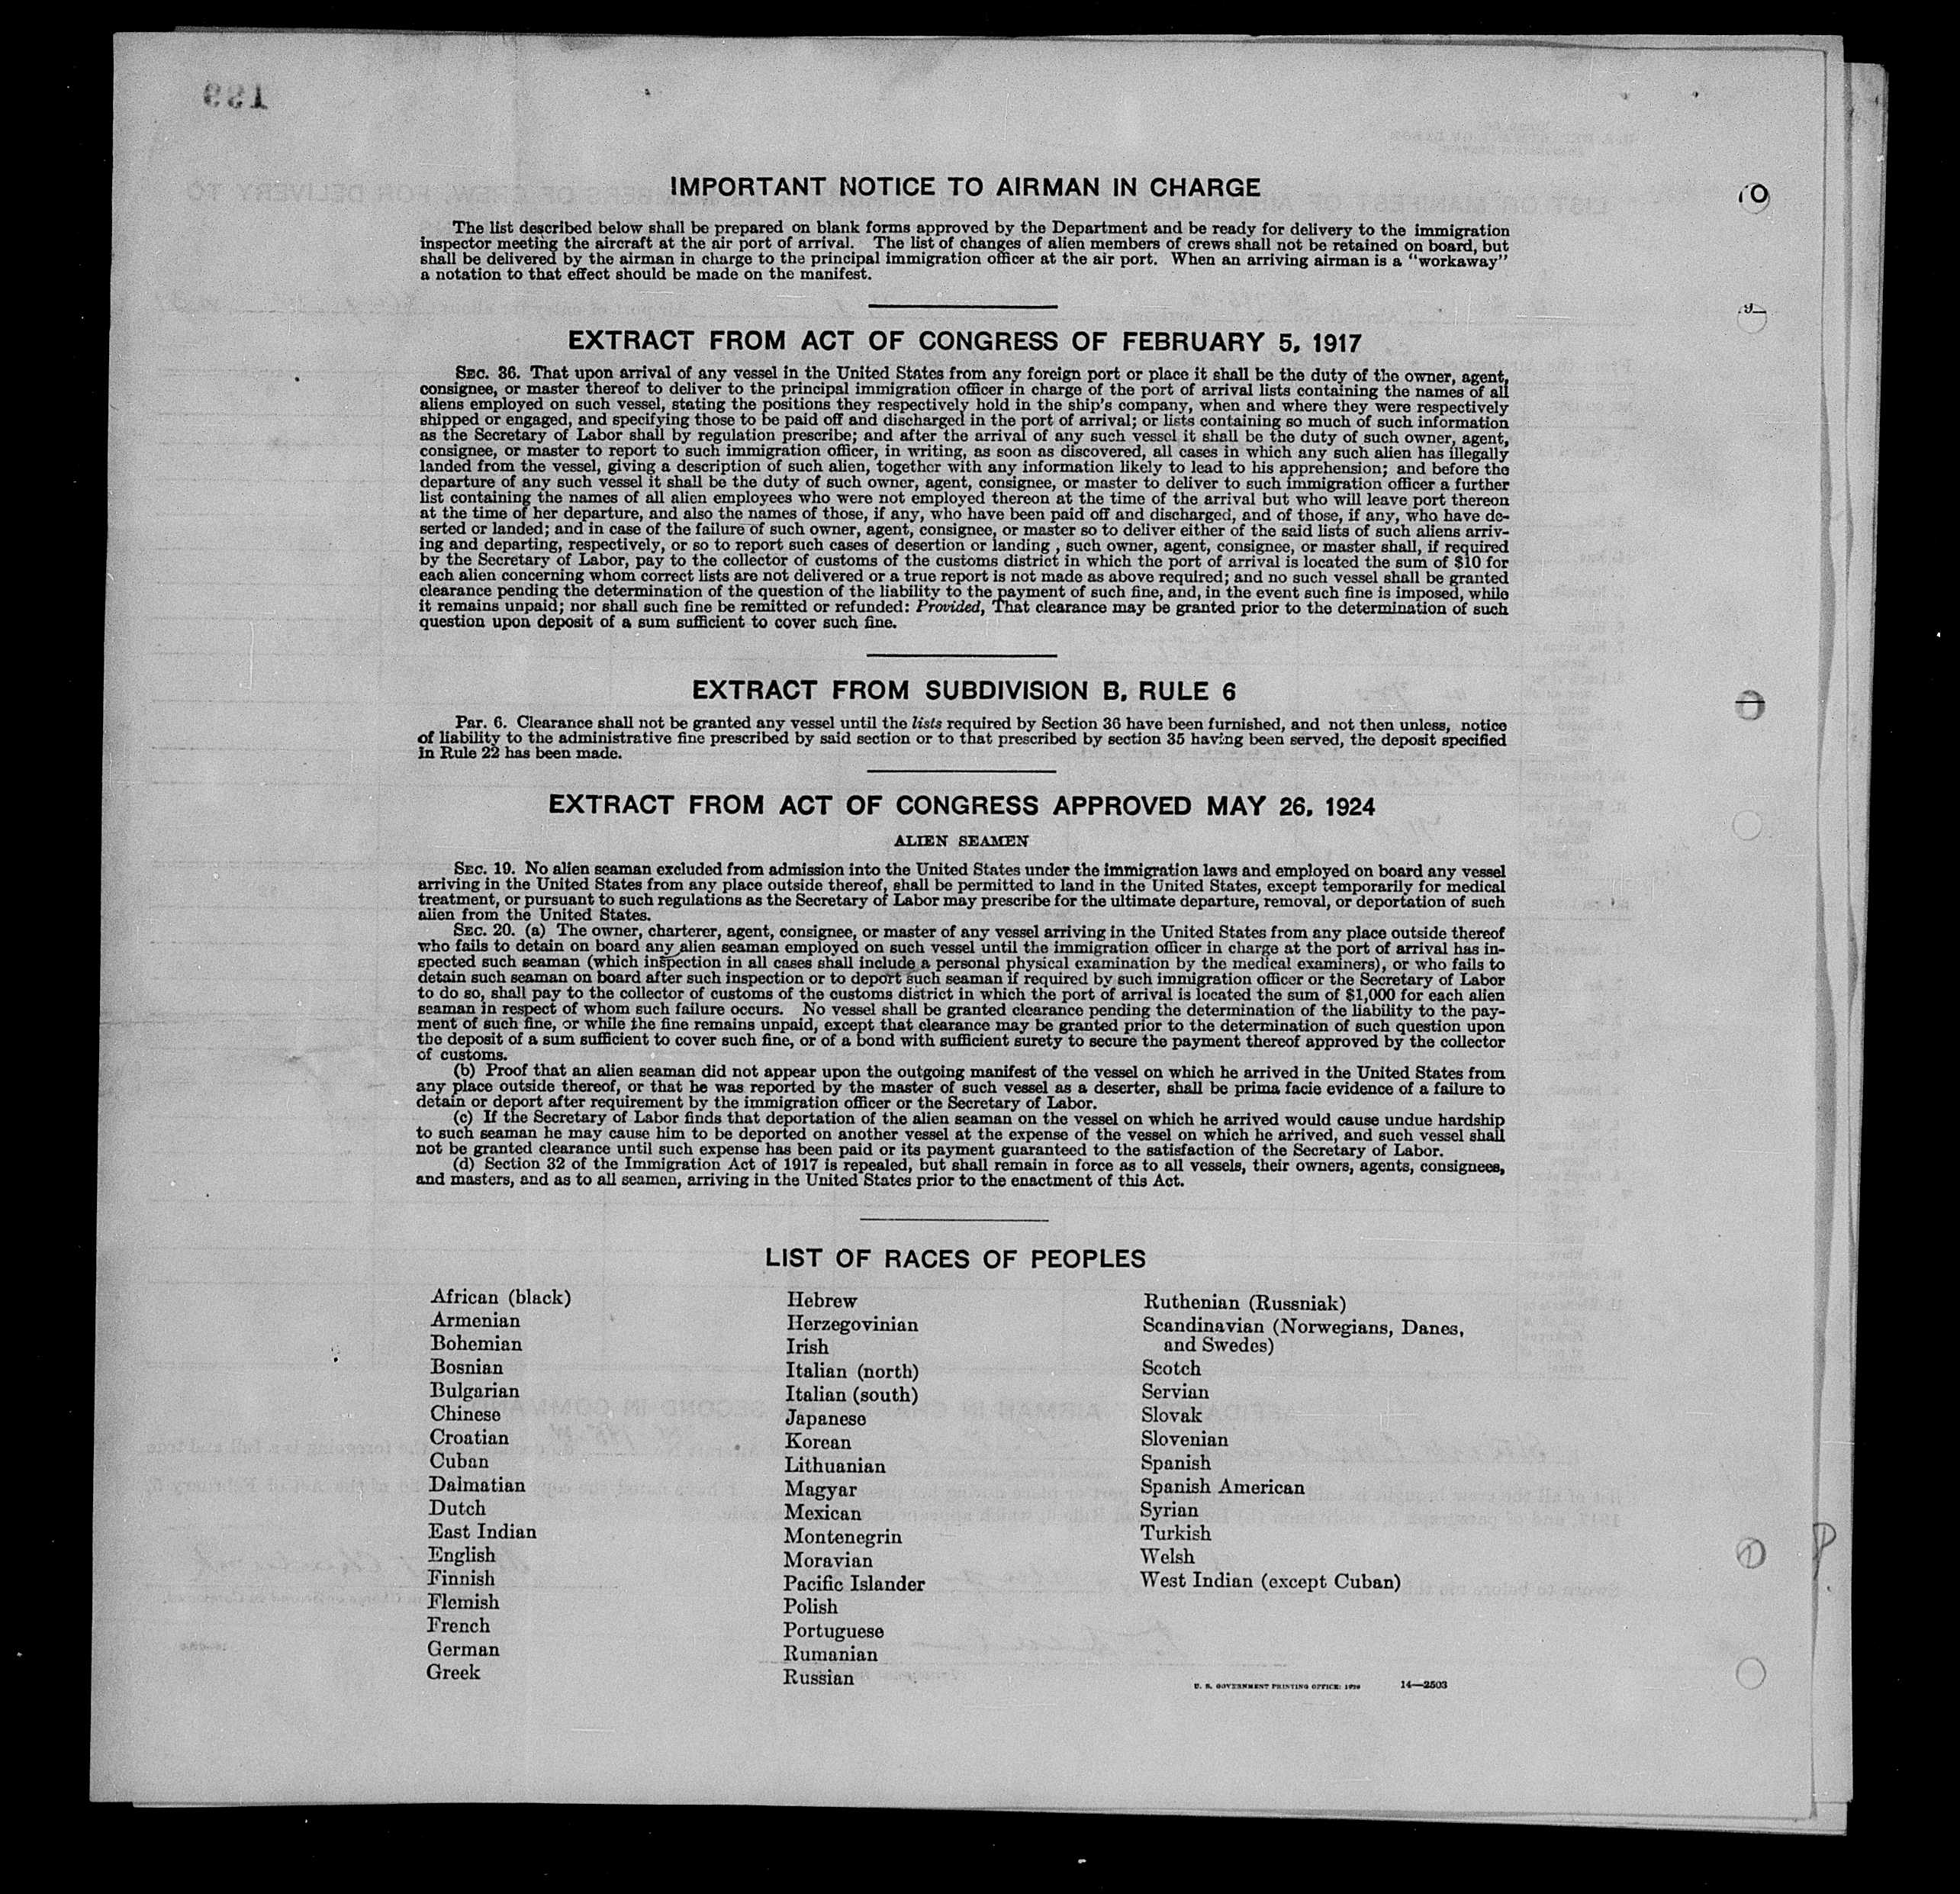 IMPORTANT NOTICE TO AIRMAN IN CHARGE
The list described below shall be prepared on blank forms approved by the Department and be ready for delivery to the immigration
inspector meeting the aircraft at the air port of arrival. The list of changes of alien members of crews shall not be retained on board, but
shall be delivered by the airman in charge to the principal immigration officer at the air port. When an arriving airman is a "workaway"
a notation to that effect should be made on the manifest.
EXTRACT FROM ACT OF CONGRESS OF FEBRUARY 5, 1917
SEC. 36. That upon arrival of any vessel in the United States from any foreign port or place it shall be the duty of the owner, agent,
consignee, or master thereof to deliver to the principal immigration officer in charge of the port of arrival lists containing the names of all
aliens employed on such vessel, stating the positions they respectively hold in the ship's company, when and where they were respectively
shipped or engaged, and specifying those to be paid off and discharged in the port of arrival; or lists containing so much of such information
as the Secretary of Labor shall by regulation prescribe; and after the arrival of any such vessel it shall be the duty of such owner, agent,
consignee, or master to report to such immigration officer, in writing, as soon as discovered, all cases in which any such alien has illegally
landed from the vessel, giving a description of such alien, together with any information likely to lead to his apprehension; and before the
departure of any such vessel it shall be the duty of such owner, agent, consignee, or master to deliver to such immigration officer a further
list containing the names of all alien employees who were not employed thereon at the time of the arrival but who will leave port thereon
at the time of her departure, and also the names of those, if any, who have been paid off and discharged, and of those, if any, who have de-
serted or landed; and in case of the failure of such owner, agent, consignee, or master so to deliver either of the said lists of such aliens arriv-
ing and departing, respectively, or so to report such cases of desertion or landing , such owner, agent, consignee, or master shall, if required
by the Secretary of Labor, pay to the collector of customs of the customs district in which the port of arrival is located the sum of $10 for
each alien concerning whom correct lists are not delivered or a true report is not made as above required; and no such vessel shall be granted
clearance pending the determination of the question of the liability to the payment of such fine, and, in the event such fine is imposed, while
it remains unpaid; nor shall such fine be remitted or refunded: Provided, That clearance may be granted prior to the determination of such
question upon deposit of a sum sufficient to cover such fine.
EXTRACT FROM SUBDIVISION B, RULE 6
Par. 6. Clearance shall not be granted any vessel until the lists required by Section 36 have been furnished, and not then unless, notice
of liability to the administrative fine prescribed by said section or to that prescribed by section 35 having been served, the deposit specified
in Rule 22 has been made.
EXTRACT FROM ACT OF CONGRESS APPROVED MAY 26, 1924
ALIEN SEAMEN
SEC. 19. No alien seaman excluded from admission into the United States under the immigration laws and employed on board any vessel
arriving in the United States from any place outside thereof, shall be permitted to land in the United States, except temporarily for medical
treatment, or pursuant to such regulations as the Secretary of Labor may prescribe for the ultimate departure, removal, or deportation of such
alien from the United States.
SEC. 20. (a) The owner, charterer, agent, consignee, or master of any vessel arriving in the United States from any place outside thereof
who fails to detain on board any alien seaman employed on such vessel until the immigration officer in charge at the port of arrival has in-
spected such seaman (which inspection in all cases shall include a personal physical examination by the medical examiners), or who fails to
detain such seaman on board after such inspection or to deport such seaman if required by such immigration officer or the Secretary of Labor
to do so, shall pay to the collector of customs of the customs district in which the port of arrival is located the sum of $1,000 for each alien
seaman in respect of whom such failure occurs. No vessel shall be granted clearance pending the determination of the liability to the pay-
ment of such fine, or while the fine remains unpaid, except that clearance may be granted prior to the determination of such question upon
the deposit of a sum sufficient to cover such fine, or of a bond with sufficient surety to secure the payment thereof approved by the collector
of customs.
(b) Proof that an alien seaman did not appear upon the outgoing manifest of the vessel on which he arrived in the United States from
any place outside thereof, or that he was reported by the master of such vessel as a deserter, shall be prima facie evidence of a failure to
detain or deport after requirement by the immigration officer or the Secretary of Labor.
(c) If the Secretary of Labor finds that deportation of the alien seaman on the vessel on which he arrived would cause undue hardship
to such seaman he may cause him to be deported on another vessel at the expense of the vessel on which he arrived, and such vessel shall
not be granted clearance until such expense has been paid or its payment guaranteed to the satisfaction of the Secretary of Labor.
(d) Section 32 of the Immigration Act of 1917 is repealed, but shall remain in force as to all vessels, their owners, agents, consignees,
and masters, and as to all seamen, arriving in the United States prior to the enactment of this Act.
LIST OF RACES OF PEOPLES
African (black)
Armenian
Bohemian
Bosnian
Bulgarian
Chinese
Croatian
Cuban
Dalmatian
Dutch
East Indian
English
Finnish
Flemish
French
German
Greek
Hebrew
Herzegovinian
Irish
Italian (north)
Italian (south)
Japanese
Korean
Lithuanian
Magyar
Mexican
Montenegrin
Moravian
Pacific Islander
Polish
Portuguese
Rumanian
Russian
Ruthenian (Russniak)
Scandinavian (Norwegians, Danes,
and Swedes)
Scotch
Servian
Slovak
Slovenian
Spanish
Spanish American
Syrian
Turkish
Welsh
West Indian (except Cuban)
U. S. GOVERNMENT PRINTING OFFICE: 1929 14—2503